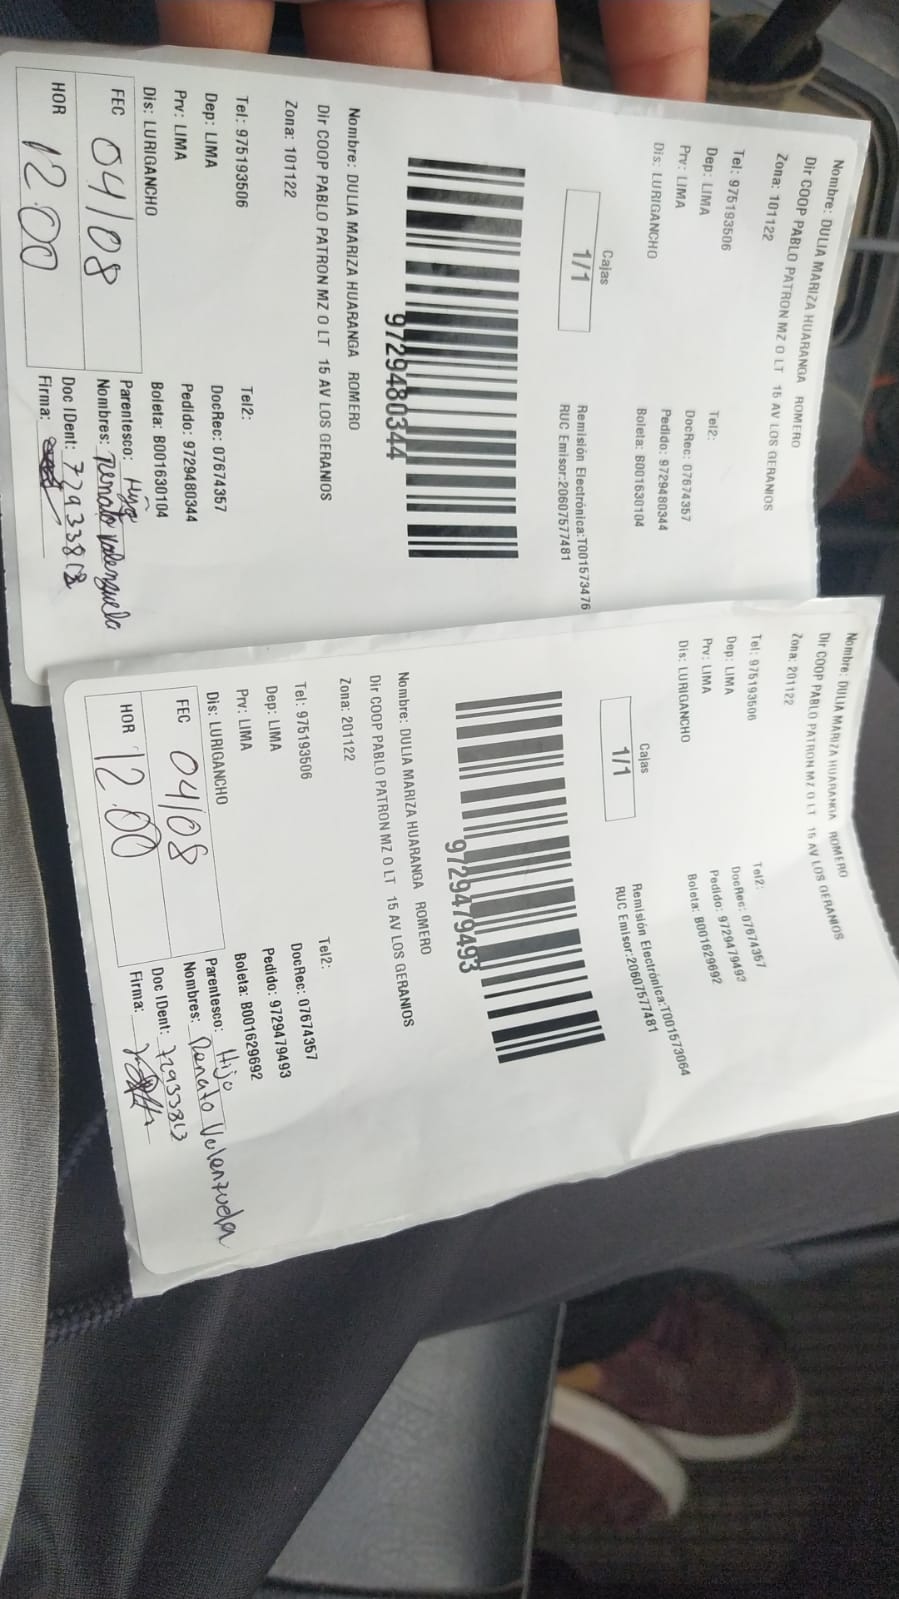 Nombre: DULIA MARIZA HUARANGA ROMERO
Dir COOP PABLO PATRON MZ O LT 15 AV LOS GERANIOS
Zona: 101122
Tel: 975193506 Tel2:
Dep: LIMA DocRec: 07674357
Prv: LIMA Pedido: 9729480344
Dis: LURIGANCHO Boleta: B001630104
Cajas
1/1
Remisión Electrónica:T001573476
RUC Emisor:20607577481
9729480344
Nombre: DULIA MARIZA HUARANGA ROMERO
Dir COOP PABLO PATRON MZ O LT 15 AV LOS GERANIOS
Zona: 101122
Tel: 975193506 Tel2:
Dep: LIMA DocRec: 07674357
Prv: LIMA Pedido: 9729480344
Dis: LURIGANCHO Boleta: B001630104
FEC 04/08 Parentesco: Hijo
Nombres: Renato Valenzuela
HOR 12.00 Doc IDent: 72933813
Firma:
Nombre: DULIA MARIZA HUARANGA ROMERO
Dir COOP PABLO PATRON MZ O LT 15 AV LOS GERANIOS
Zona: 201122
Tel: 975193506 Tel2:
Dep: LIMA DocRec: 07674357
Prv: LIMA Pedido: 9729479493
Dis: LURIGANCHO Boleta: B001629692
Cajas
1/1
Remisión Electrónica:T001573064
RUC Emisor:20607577481
9729479493
Nombre: DULIA MARIZA HUARANGA ROMERO
Dir COOP PABLO PATRON MZ O LT 15 AV LOS GERANIOS
Zona: 201122
Tel: 975193506 Tel2:
Dep: LIMA DocRec: 07674357
Prv: LIMA Pedido: 9729479493
Dis: LURIGANCHO Boleta: B001629692
FEC 04/08 Parentesco: Hijo
Nombres: Renato Valenzuela
HOR 12.00 Doc IDent: 72933813
Firma: